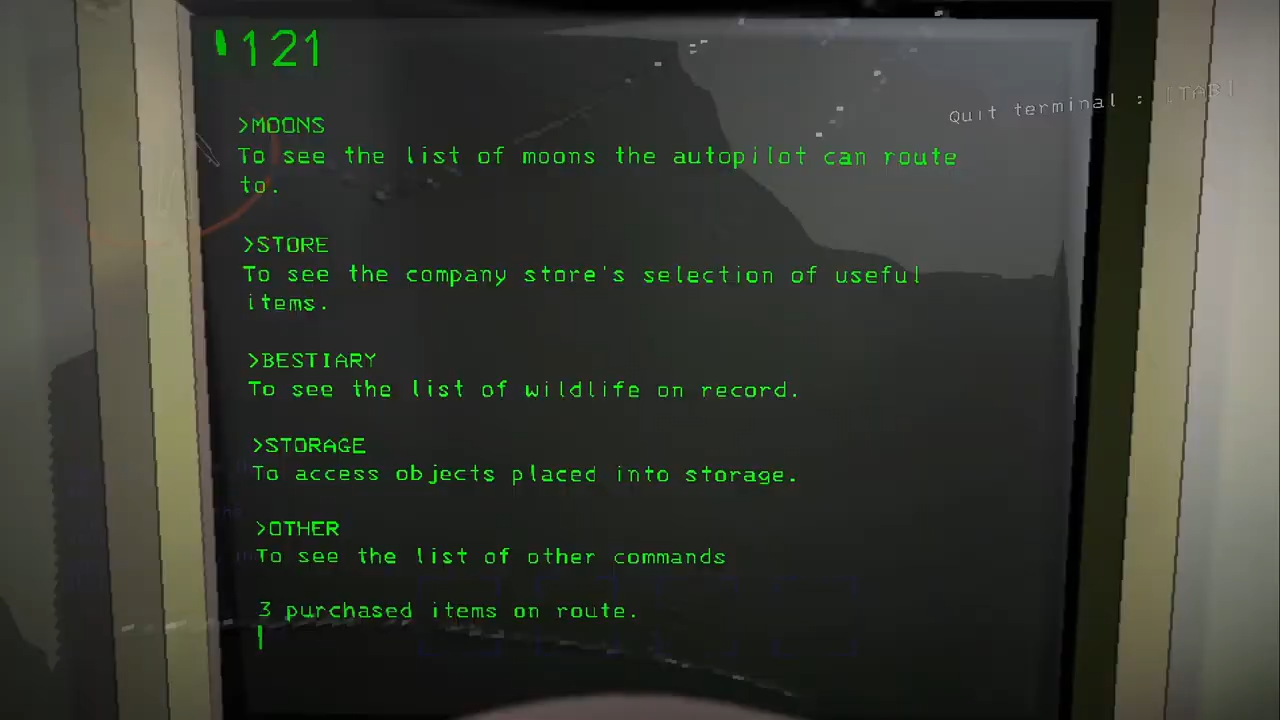 121
Quit terminal : [TAB]
>MOONS
To see the list of moons the autopilot can route
to.
>STORE
To see the company store's selection of useful
items.
>BESTIARY
To see the list of wildlife on record.
>STORAGE
To access objects placed into storage.
>OTHER
To see the list of other commands
3 purchased items on route.